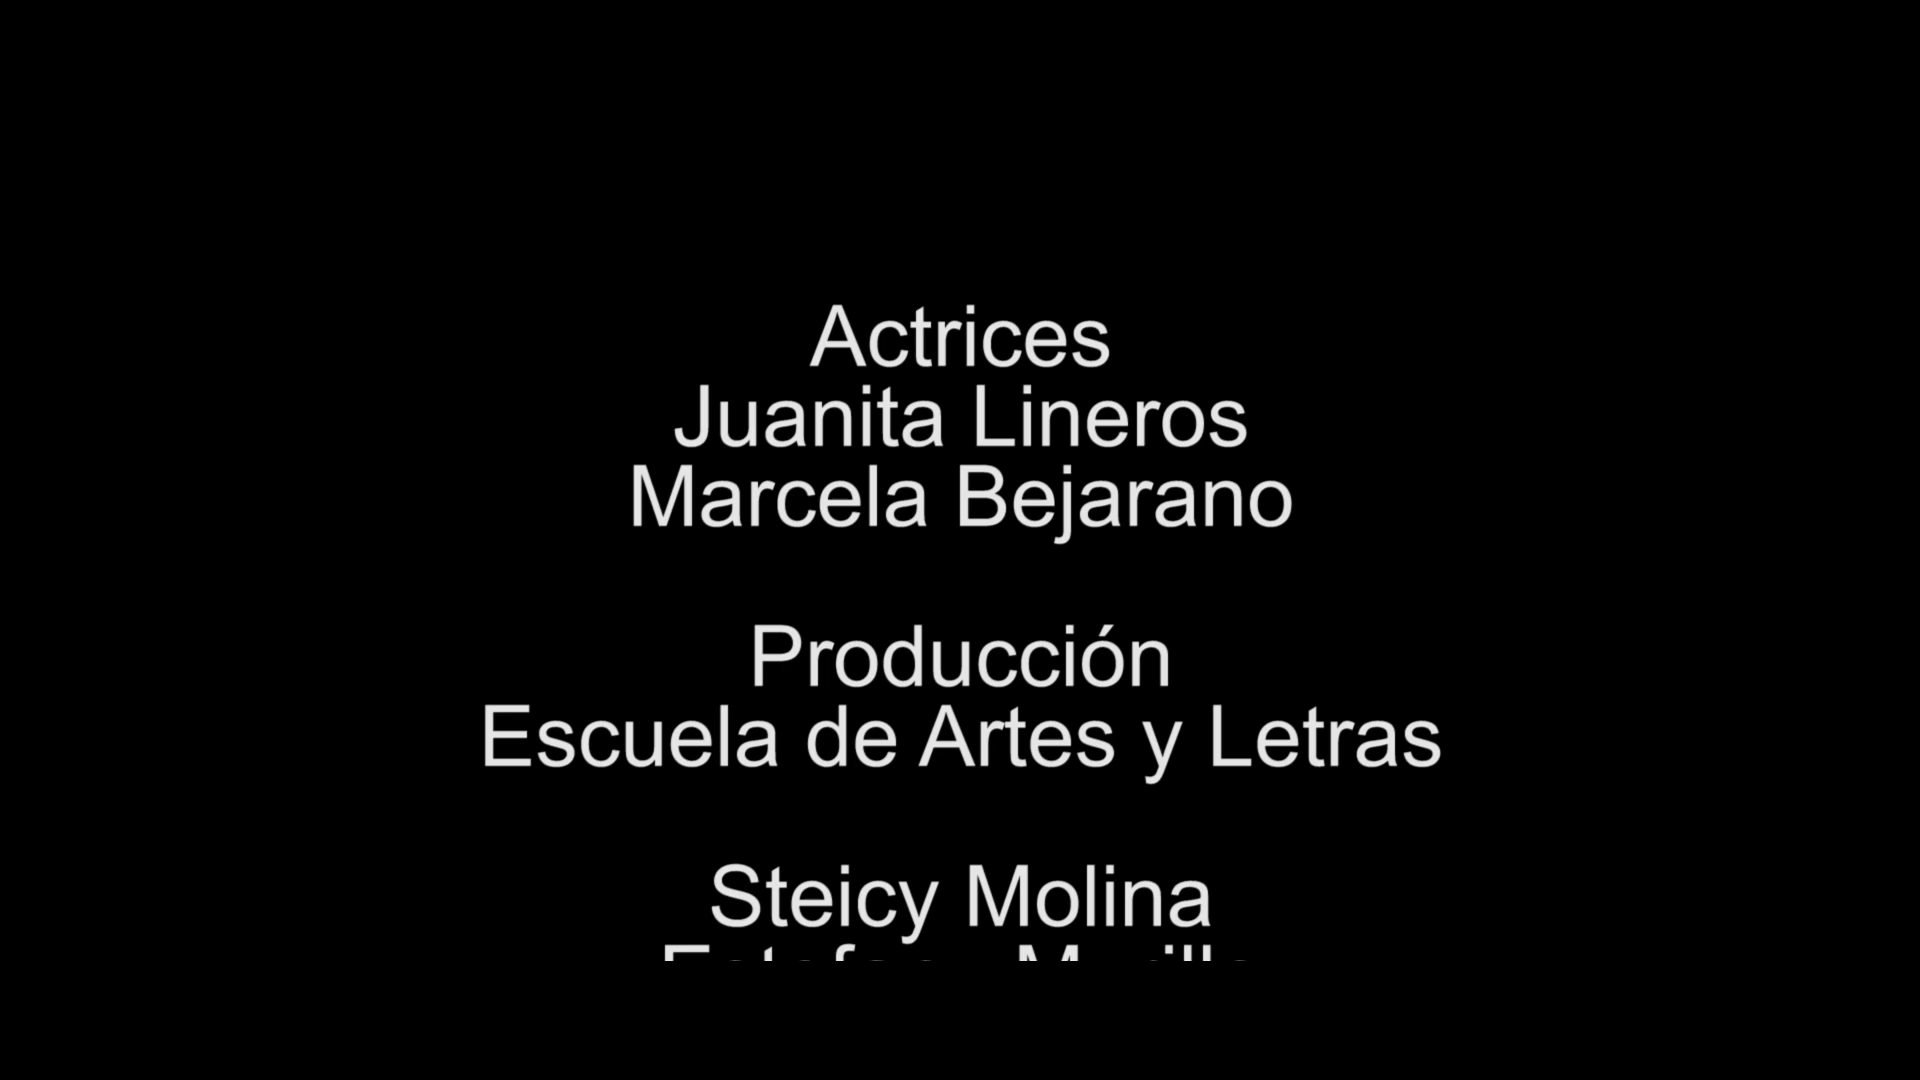 Actrices
Juanita Lineros
Marcela Bejarano
Producción
Escuela de Artes y Letras
Steicy Molina